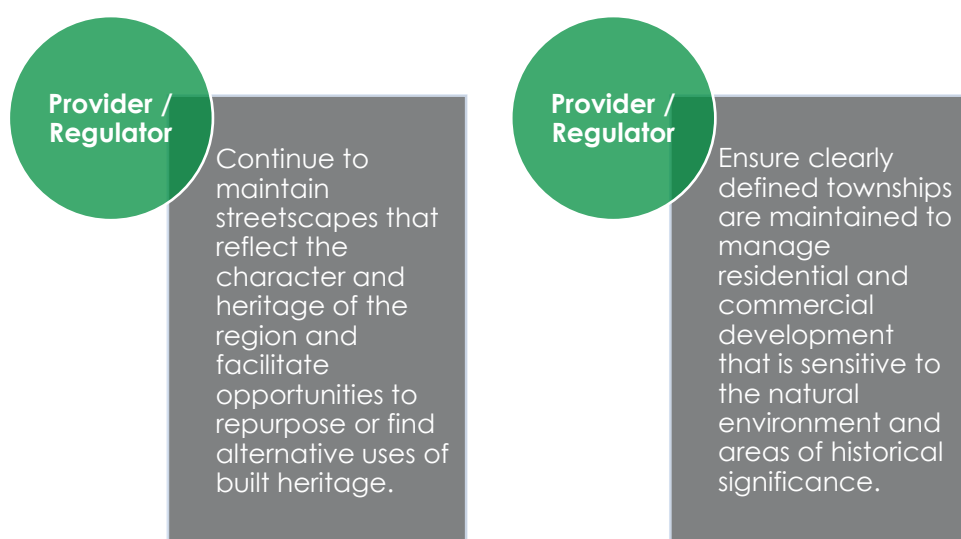 Provider /
Regulator
Continue to
maintain
streetscapes that
reflect the
character and
heritage of the
region and
facilitate
opportunities to
repurpose or find
alternative uses of
built heritage.
Provider /
Regulator
Ensure clearly
defined townships
are maintained to
manage
residential and
commercial
development
that is sensitive to
the natural
environment and
areas of historical
significance.